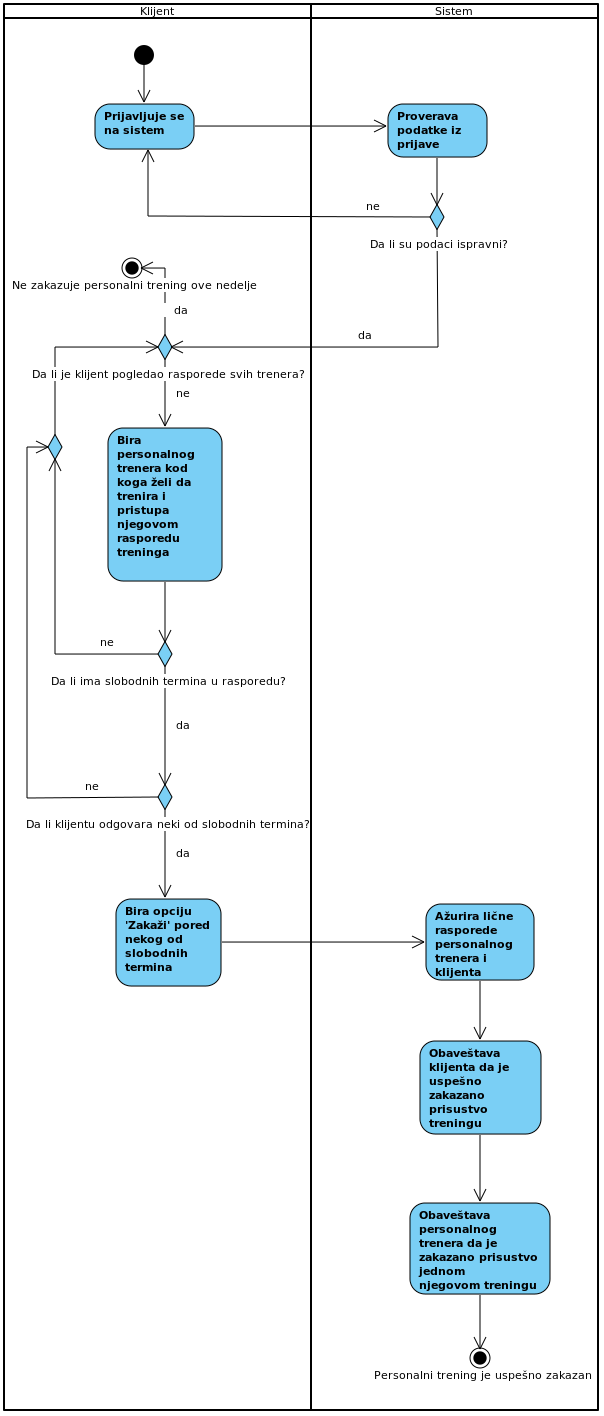 Klijent
Sistem
Prijavljuje se
na sistem
Proverava
podatke iz
prijave
ne
Da li su podaci ispravni?
Ne zakazuje personalni trening ove nedelje
da
da
Da li je klijent pogledao rasporede svih trenera?
ne
Bira
personalnog
trenera kod
koga želi da
trenira i
pristupa
njegovom
rasporedu
treninga
ne
Da li ima slobodnih termina u rasporedu?
da
ne
Da li klijentu odgovara neki od slobodnih termina?
da
Bira opciju
'Zakaži' pored
nekog od
slobodnih
termina
Ažurira lične
rasporede
personalnog
trenera i
klijenta
Obaveštava
klijenta da je
uspešno
zakazano
prisustvo
treningu
Obaveštava
personalnog
trenera da je
zakazano prisustvo
jednom
njegovom treningu
Personalni trening je uspešno zakazan